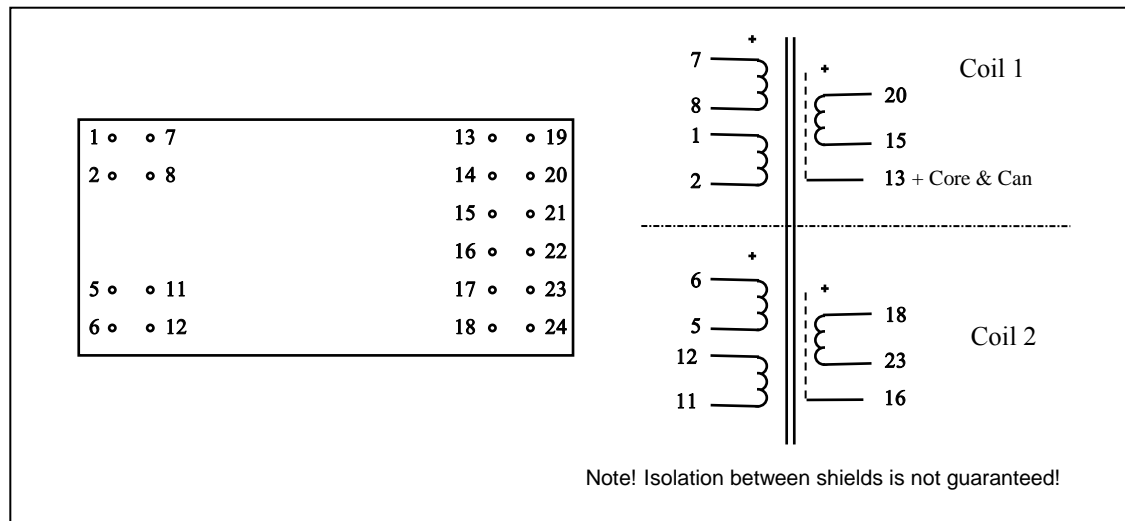 1 7 13 19
2 8 14 20
15 21
16 22
5 11 17 23
6 12 18 24
+
7
8
1
2
+
20
15
13 + Core & Can
Coil 1
+
6
5
12
11
+
18
23
16
Coil 2
Note! Isolation between shields is not guaranteed!